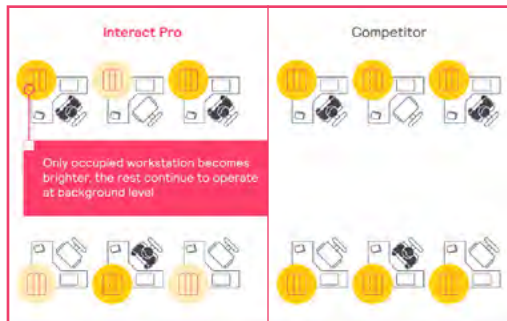 Interact Pro
Competitor
Only occupied workstation becomes
brighter, the rest continue to operate
at background level